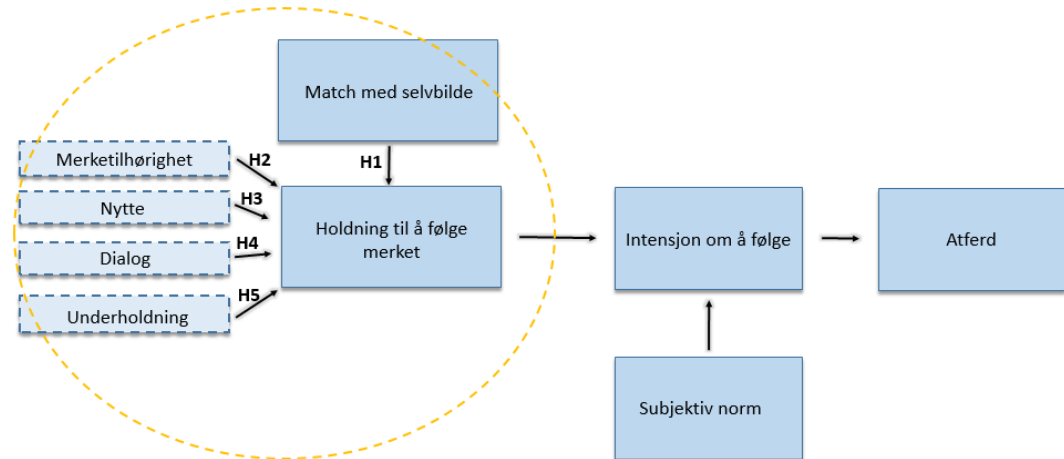 Match med selvbilde
H1
Merketilhørighet
H2
Nytte
H3
Dialog
H4
Underholdning
H5
Holdning til å følge
merket
Intensjon om å følge
Atferd
Subjektiv norm